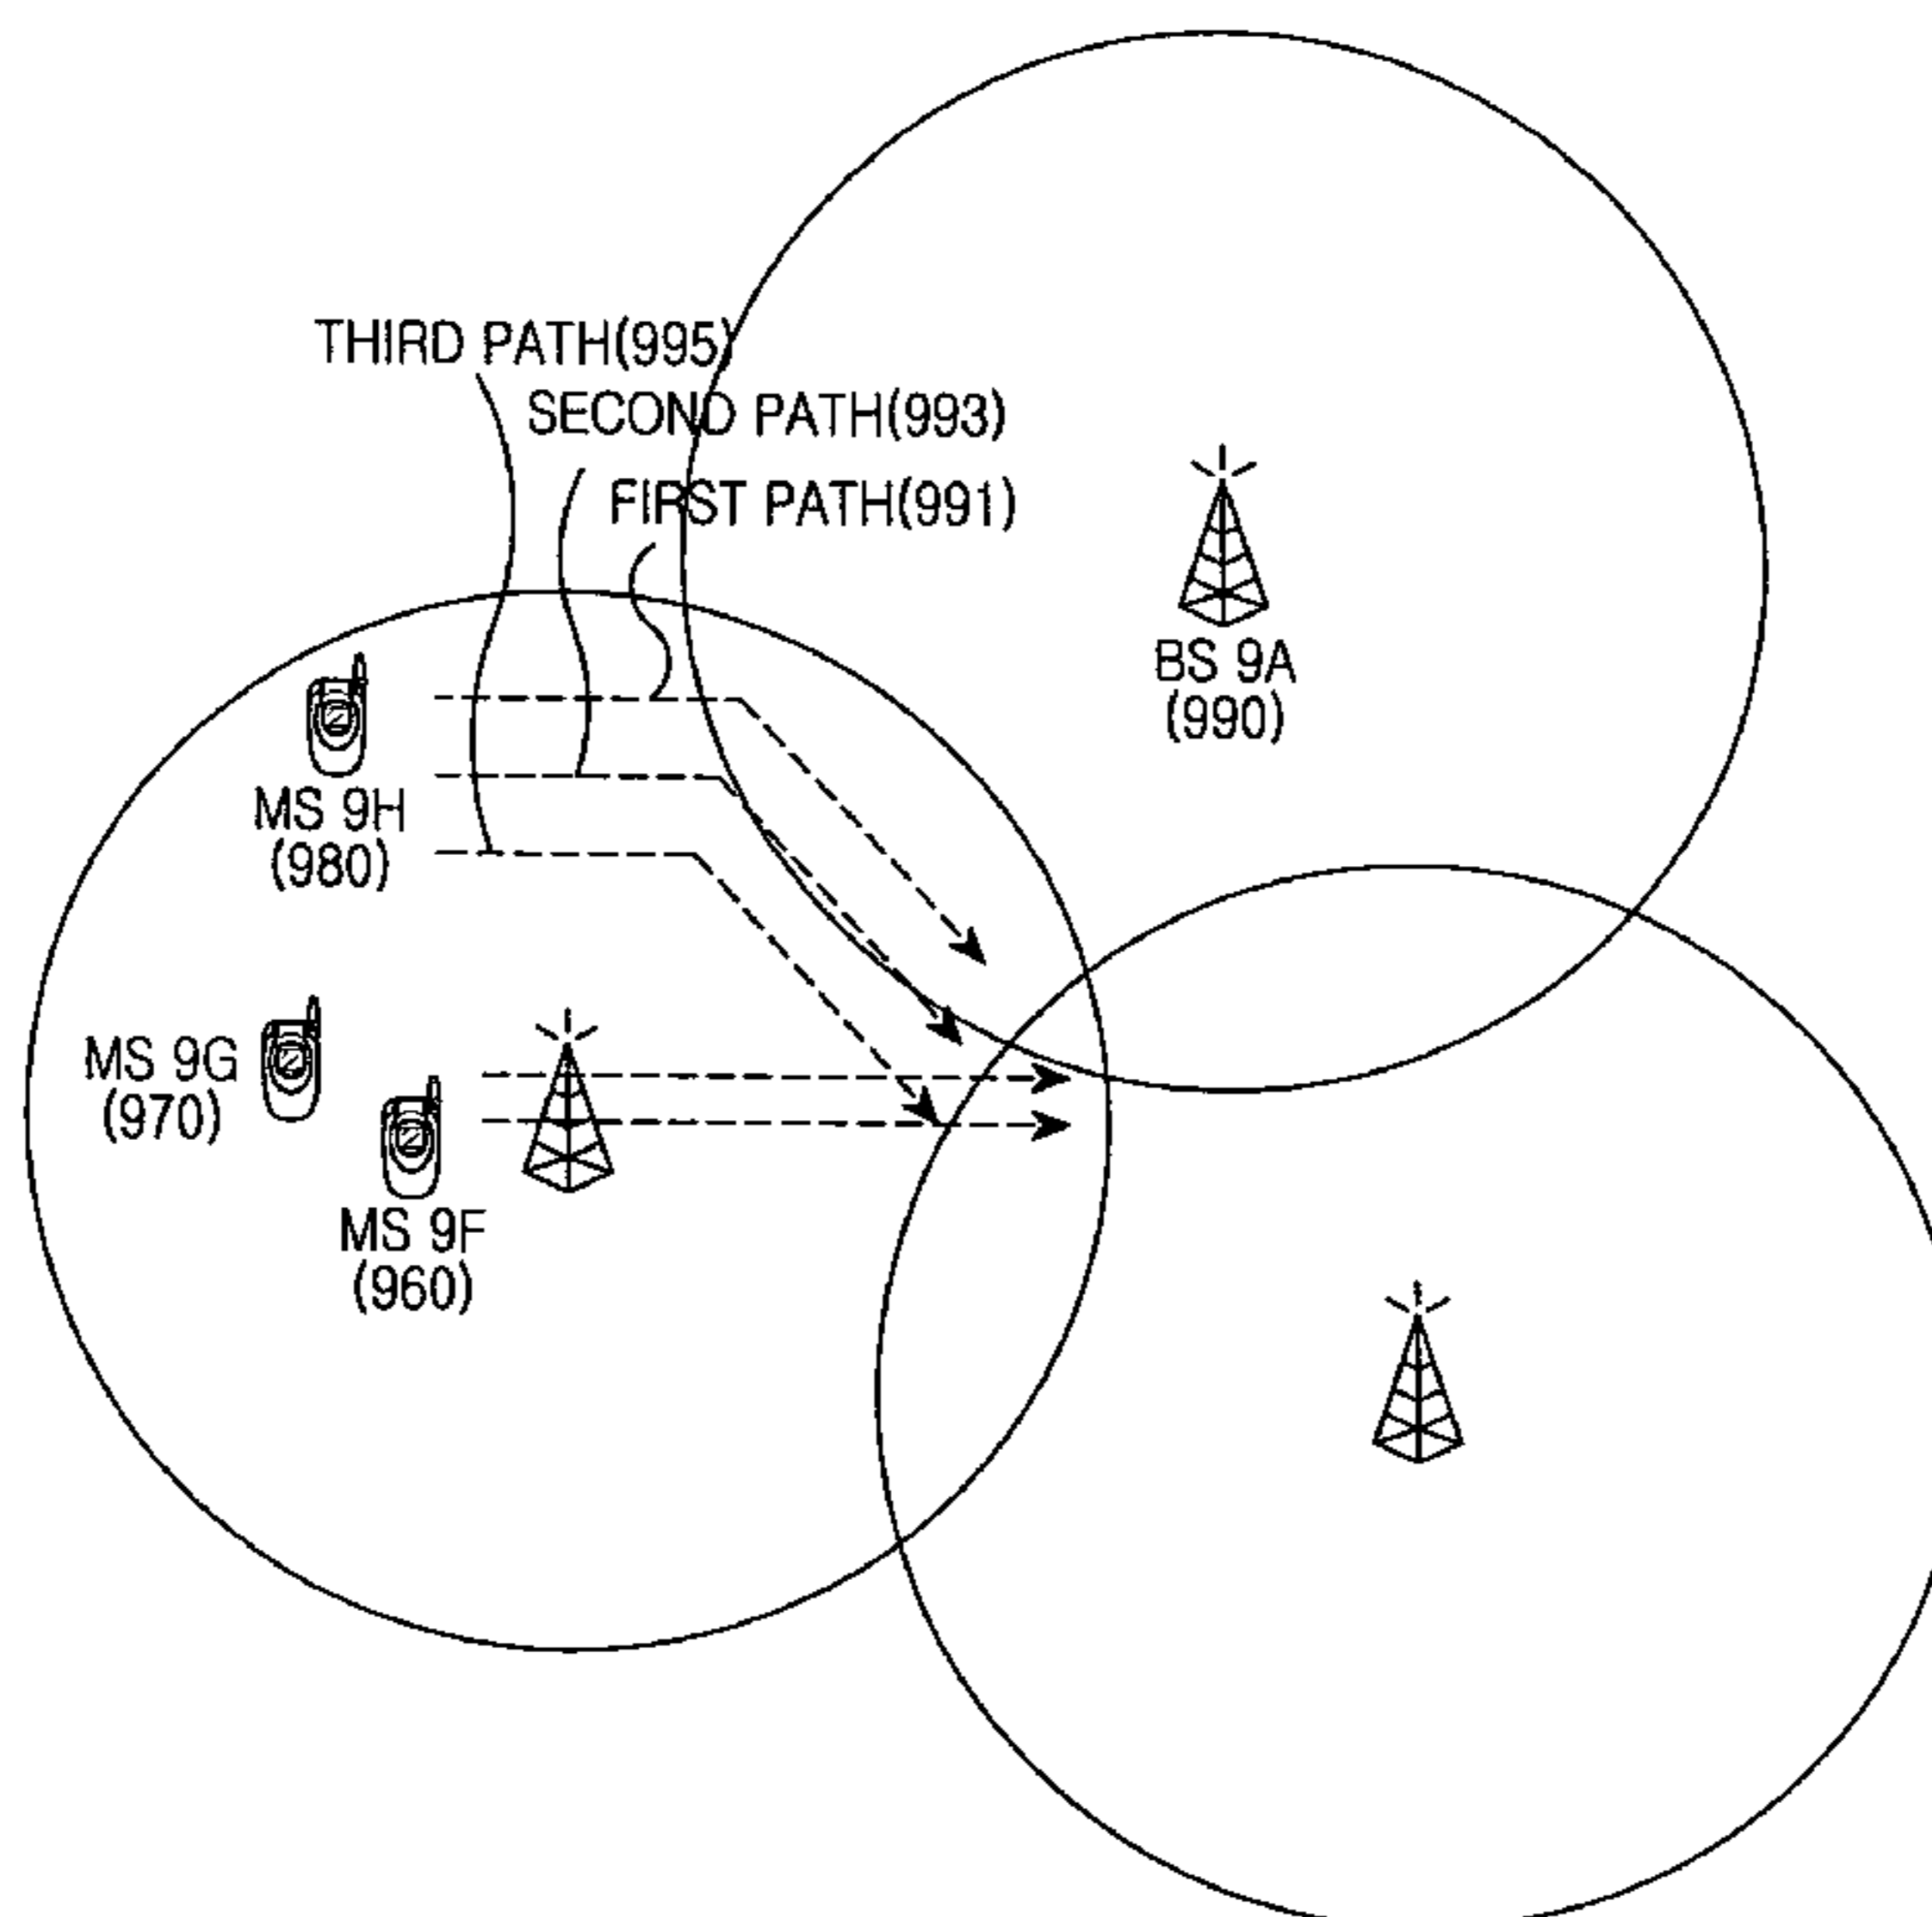 THIRD PATH(995)
SECOND PATH(993)
FIRST PATH(991)
BS 9A
(990)
MS 9H
(980)
MS 9G
(970)
MS 9F
(960)